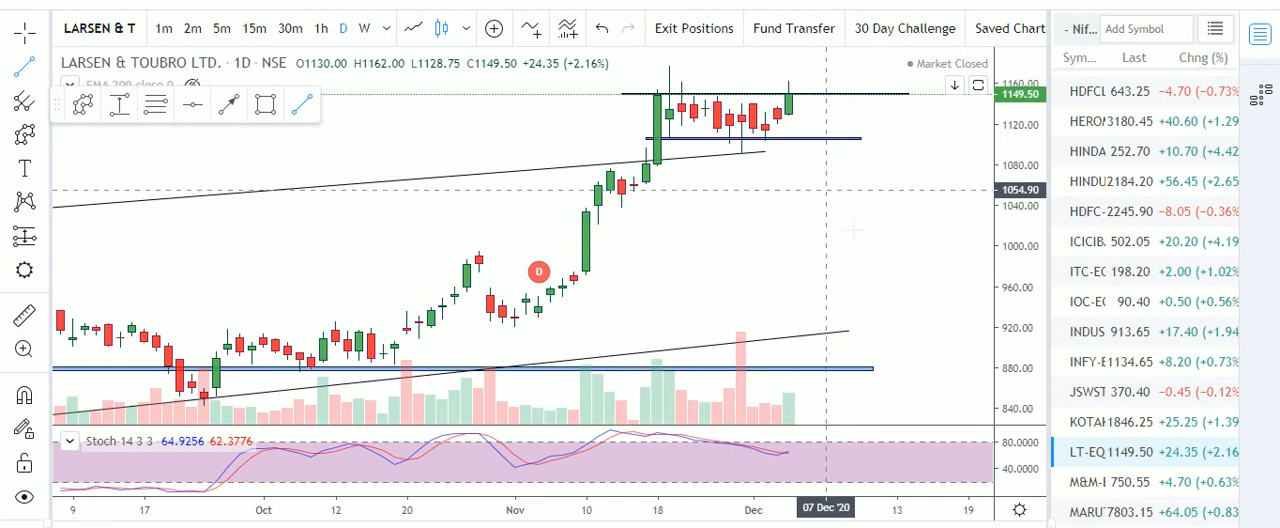 LARSEN & T 1m 2m 5m 15m 30m 1h D W Exit Positions Fund Transfer 30 Day Challenge Saved Chart - Nif... Add Symbol
LARSEN & TOUBRO LTD. · 1D · NSE O1130.00 H1162.00 L1128.75 C1149.50 +24.35 (+2.16%) Market Closed
Sym... Last Chng (%)
EMA 200 close 0
1160.00
1149.50
1120.00
1080.00
1054.90
1040.00
1000.00
960.00
920.00
880.00
840.00
D
T
HDFCL 643.25 −4.70 (−0.73%
HERO 3180.45 +40.60 (+1.29
HINDA 252.70 +10.70 (+4.42
HINDU 2184.20 +56.45 (+2.65
HDFC- 2245.90 −8.05 (−0.36%
ICICIB. 502.05 +20.20 (+4.19
ITC-E 198.20 +2.00 (+1.02%
IOC-E 90.40 +0.50 (+0.56%
INDUS 913.65 +17.40 (+1.94
INFY-E 1134.65 +8.20 (+0.73%
JSWST 370.40 −0.45 (−0.12%
KOTAK 1846.25 +25.25 (+1.39
LT-EQ 1149.50 +24.35 (+2.16
M&M-E 750.55 +4.70 (+0.63%
MARU 7803.15 +64.05 (+0.83
Stoch 14 3 3 64.9256 62.3776
80.0000
40.0000
9 17 Oct 12 20 Nov 10 18 Dec 07 Dec '20 13 19